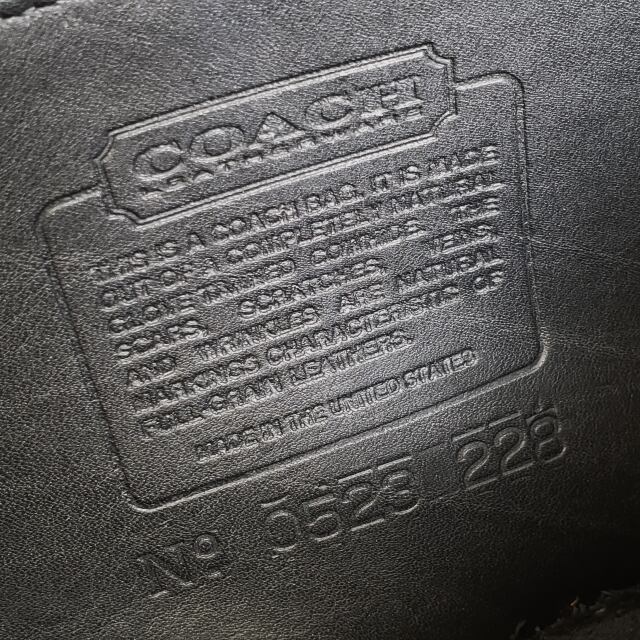 COACH
LEATHERWARE
THIS IS A COACH BAG. IT IS MADE
OUT OF A COMPLETELY NATURAL
GLOVE TANNED COWHIDE. THE
SCARS, SCRATCHES, VEINS,
AND WRINKLES ARE NATURAL
MARKINGS CHARACTERISTIC OF
FULL-GRAIN LEATHERS.
MADE IN THE UNITED STATES
Nº 228